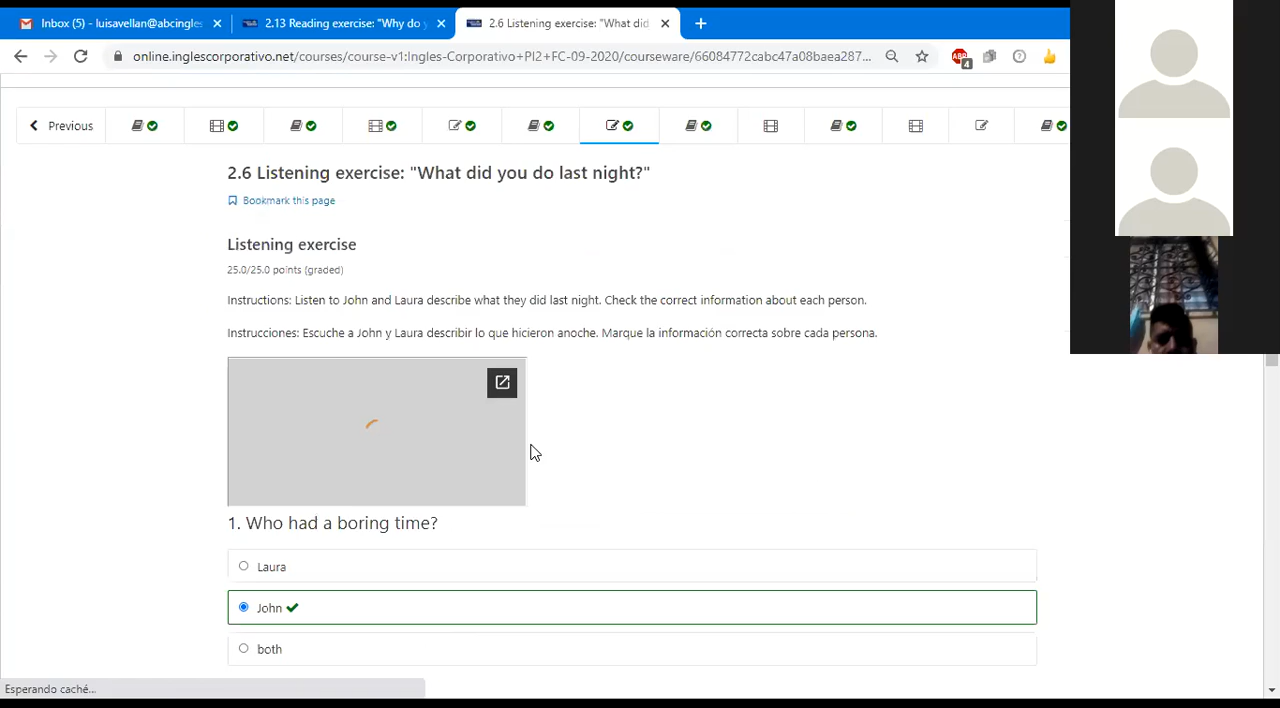 Inbox (5) - luisavellan@abcingles
2.13 Reading exercise: "Why do y
2.6 Listening exercise: "What did
online.inglescorporativo.net/courses/course-v1:Ingles-Corporativo+PI2+FC-09-2020/courseware/66084772cabc47a08baea287...
4
Previous
2.6 Listening exercise: "What did you do last night?"
Bookmark this page
Listening exercise
25.0/25.0 points (graded)
Instructions: Listen to John and Laura describe what they did last night. Check the correct information about each person.
Instrucciones: Escuche a John y Laura describir lo que hicieron anoche. Marque la información correcta sobre cada persona.
1. Who had a boring time?
Laura
John
both
Esperando caché...